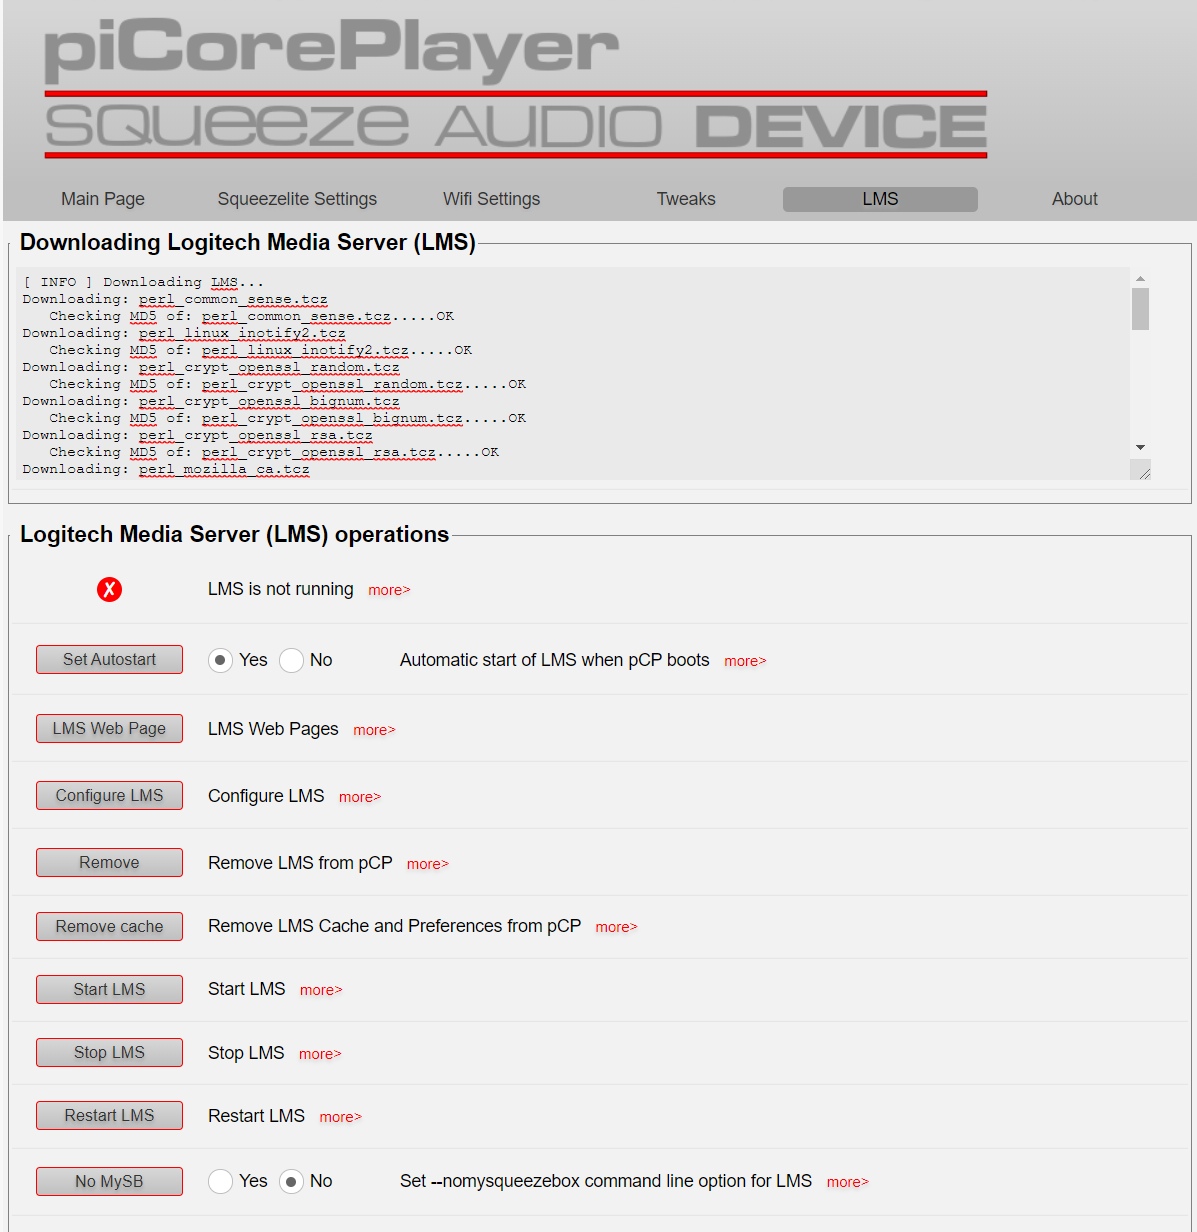 piCorePlayer
SQUEEZE AUDIO DEVICE
Main Page Squeezelite Settings Wifi Settings Tweaks LMS About
Downloading Logitech Media Server (LMS)
[ INFO ] Downloading LMS...
Downloading: perl_common_sense.tcz
Checking MD5 of: perl_common_sense.tcz.....OK
Downloading: perl_linux_inotify2.tcz
Checking MD5 of: perl_linux_inotify2.tcz.....OK
Downloading: perl_crypt_openssl_random.tcz
Checking MD5 of: perl_crypt_openssl_random.tcz.....OK
Downloading: perl_crypt_openssl_bignum.tcz
Checking MD5 of: perl_crypt_openssl_bignum.tcz.....OK
Downloading: perl_crypt_openssl_rsa.tcz
Checking MD5 of: perl_crypt_openssl_rsa.tcz.....OK
Downloading: perl_mozilla_ca.tcz
Logitech Media Server (LMS) operations
X LMS is not running more>
Set Autostart Yes No Automatic start of LMS when pCP boots more>
LMS Web Page LMS Web Pages more>
Configure LMS Configure LMS more>
Remove Remove LMS from pCP more>
Remove cache Remove LMS Cache and Preferences from pCP more>
Start LMS Start LMS more>
Stop LMS Stop LMS more>
Restart LMS Restart LMS more>
No MySB Yes No Set --nomysqueezebox command line option for LMS more>